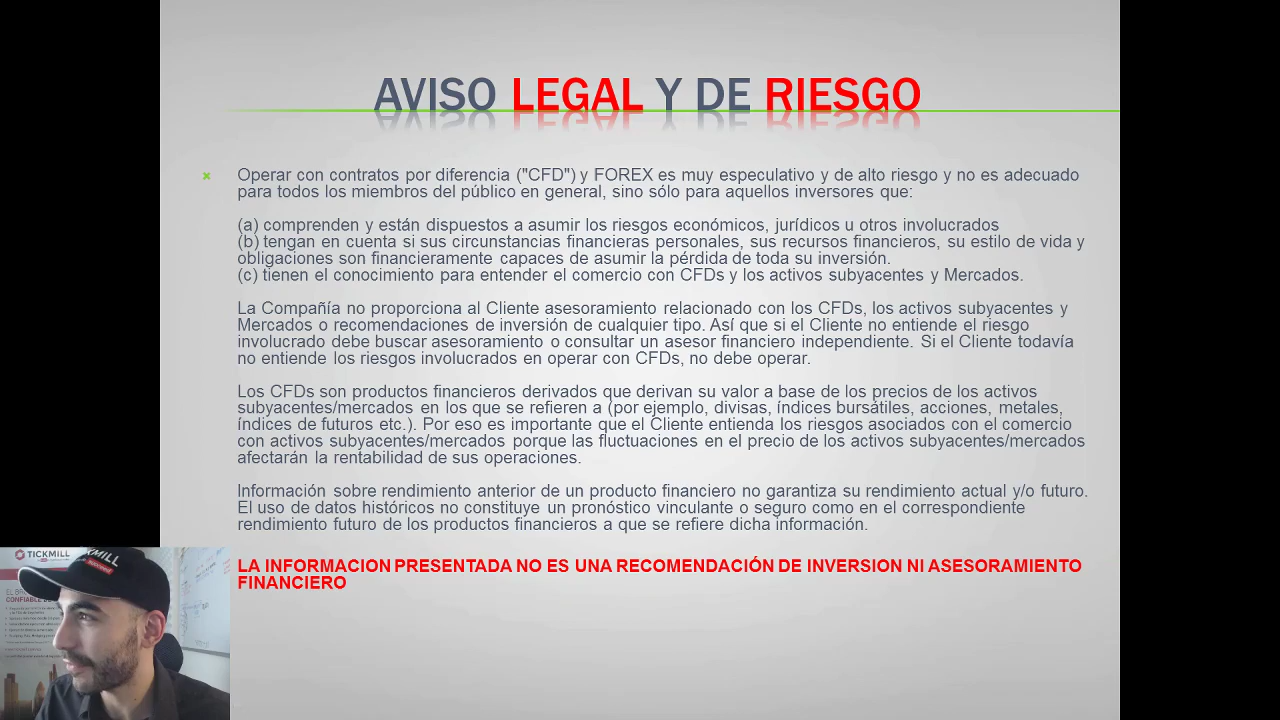 AVISO LEGAL Y DE RIESGO
Operar con contratos por diferencia ("CFD") y FOREX es muy especulativo y de alto riesgo y no es adecuado
para todos los miembros del público en general, sino sólo para aquellos inversores que:
(a) comprenden y están dispuestos a asumir los riesgos económicos, jurídicos u otros involucrados
(b) tengan en cuenta si sus circunstancias financieras personales, sus recursos financieros, su estilo de vida y
obligaciones son financieramente capaces de asumir la pérdida de toda su inversión.
(c) tienen el conocimiento para entender el comercio con CFDs y los activos subyacentes y Mercados.
La Compañía no proporciona al Cliente asesoramiento relacionado con los CFDs, los activos subyacentes y
Mercados o recomendaciones de inversión de cualquier tipo. Así que si el Cliente no entiende el riesgo
involucrado debe buscar asesoramiento o consultar un asesor financiero independiente. Si el Cliente todavía
no entiende los riesgos involucrados en operar con CFDs, no debe operar.
Los CFDs son productos financieros derivados que derivan su valor a base de los precios de los activos
subyacentes/mercados en los que se refieren a (por ejemplo, divisas, índices bursátiles, acciones, metales,
índices de futuros etc.). Por eso es importante que el Cliente entienda los riesgos asociados con el comercio
con activos subyacentes/mercados porque las fluctuaciones en el precio de los activos subyacentes/mercados
afectarán la rentabilidad de sus operaciones.
Información sobre rendimiento anterior de un producto financiero no garantiza su rendimiento actual y/o futuro.
El uso de datos históricos no constituye un pronóstico vinculante o seguro como en el correspondiente
rendimiento futuro de los productos financieros a que se refiere dicha información.
LA INFORMACION PRESENTADA NO ES UNA RECOMENDACIÓN DE INVERSION NI ASESORAMIENTO
FINANCIERO
TICKMILL